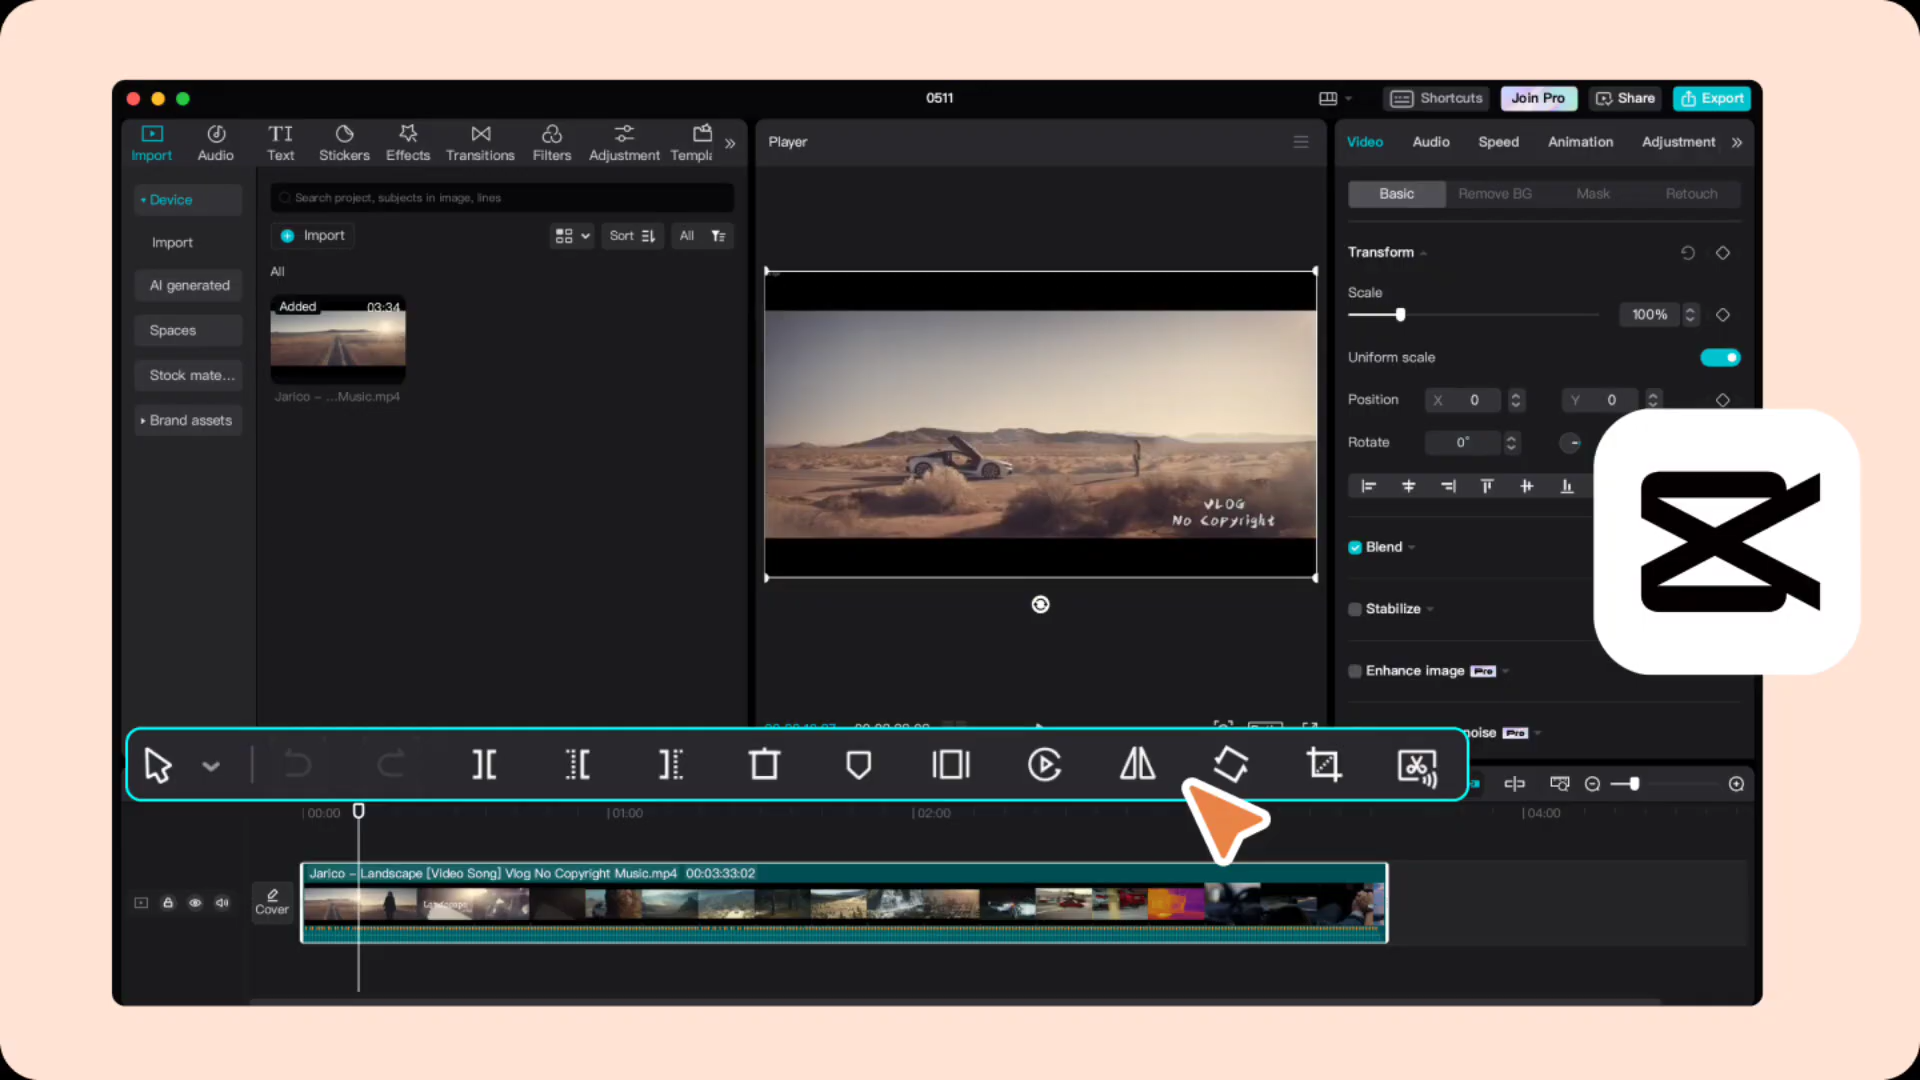 0511
Shortcuts
Join Pro
Share
Export
Import
Audio
Text
Stickers
Effects
Transitions
Filters
Adjustment
Templa
Player
Video
Audio
Speed
Animation
Adjustment
Device
Import
AI generated
Spaces
Stock mate...
Brand assets
Search project, subjects in image, lines
Import
Sort
All
All
Added
03:34
Jarico – ...Music.mp4
VLOG
No Copyright
Basic
Remove BG
Mask
Retouch
Transform
Scale
100%
Uniform scale
Position
X 0
Y 0
Rotate
0°
Blend
Stabilize
Enhance image Pro
noise Pro
00:00
01:00
02:00
04:00
Cover
Jarico – Landscape [Video Song] Vlog No Copyright Music.mp4 00:03:33:02
Landscape